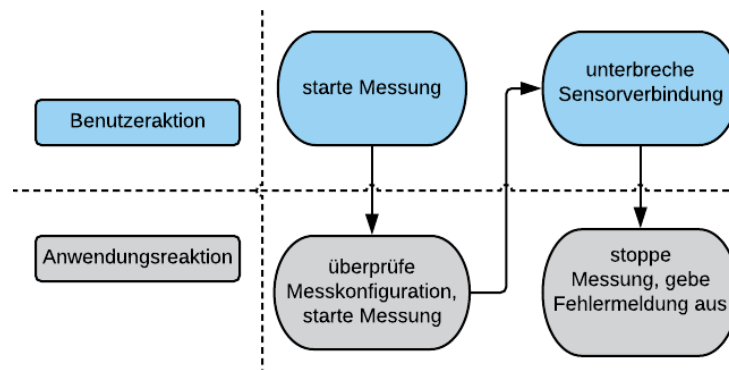 starte Messung
unterbreche
Sensorverbindung
Benutzeraktion
Anwendungsreaktion
überprüfe
Messkonfiguration,
starte Messung
stoppe
Messung, gebe
Fehlermeldung aus